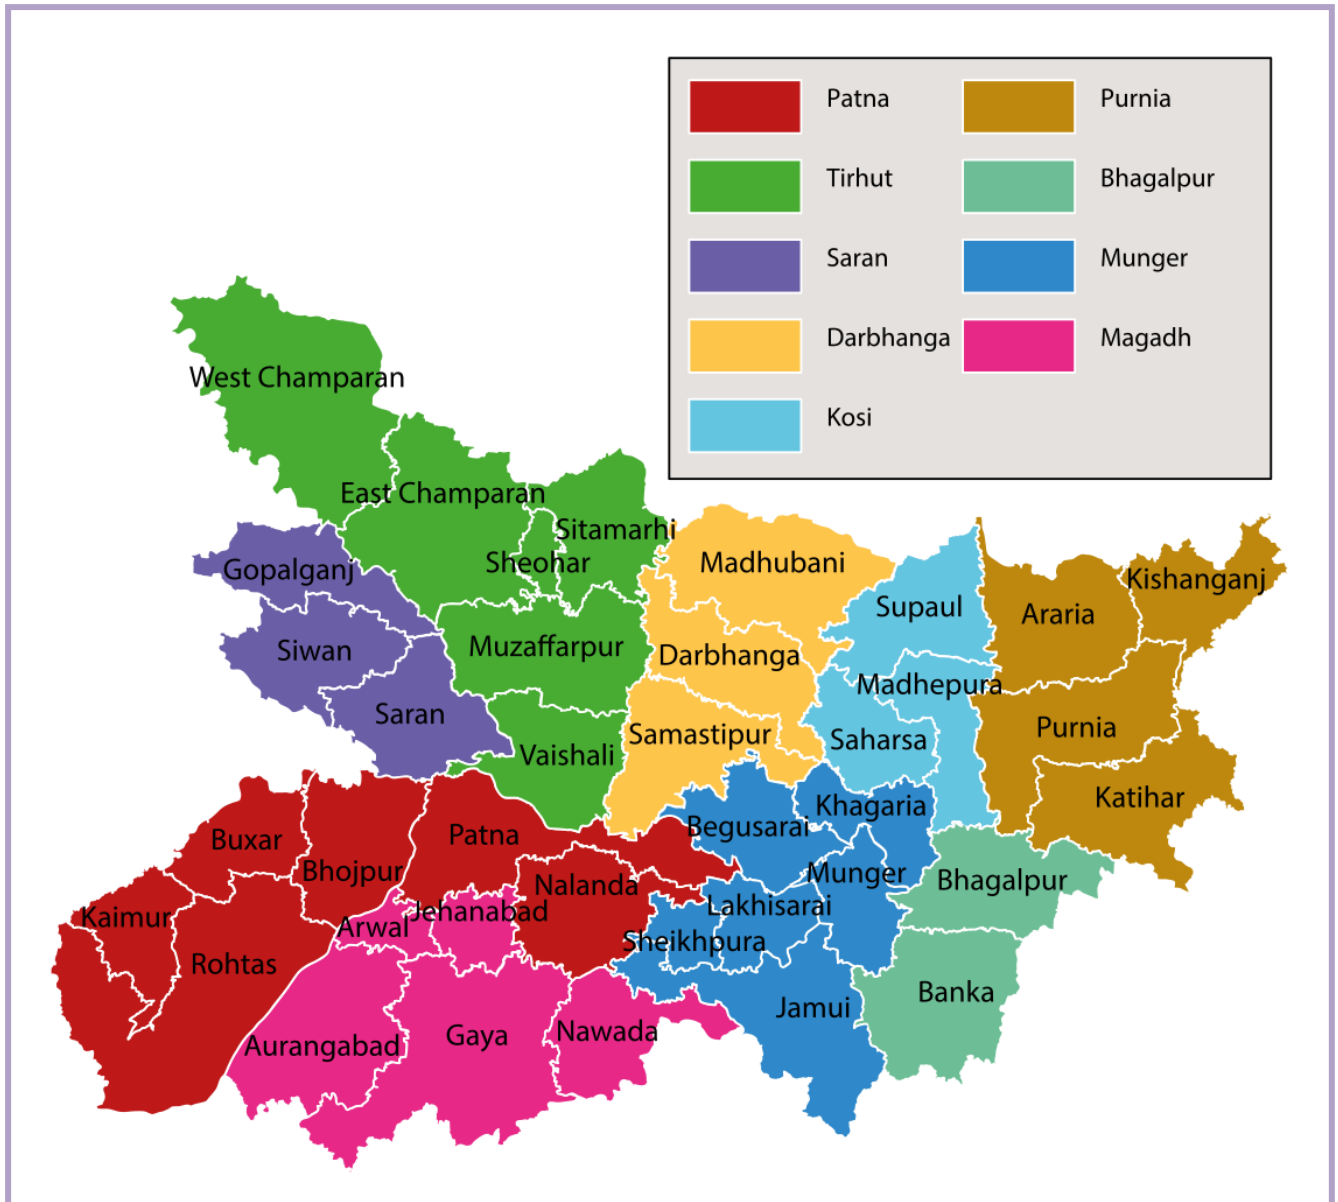 Patna
Purnia
Tirhut
Bhagalpur
Saran
Munger
Darbhanga
Magadh
Kosi
West Champaran
East Champaran
Sitamarhi
Sheohar
Gopalganj
Madhubani
Kishanganj
Supaul
Araria
Siwan
Muzaffarpur
Darbhanga
Madhepura
Saran
Samastipur
Saharsa
Purnia
Vaishali
Katihar
Khagaria
Buxar
Patna
Begusarai
Bhojpur
Munger
Bhagalpur
Nalanda
Kaimur
Arwal
Jehanabad
Lakhisarai
Sheikhpura
Rohtas
Banka
Jamui
Aurangabad
Gaya
Nawada